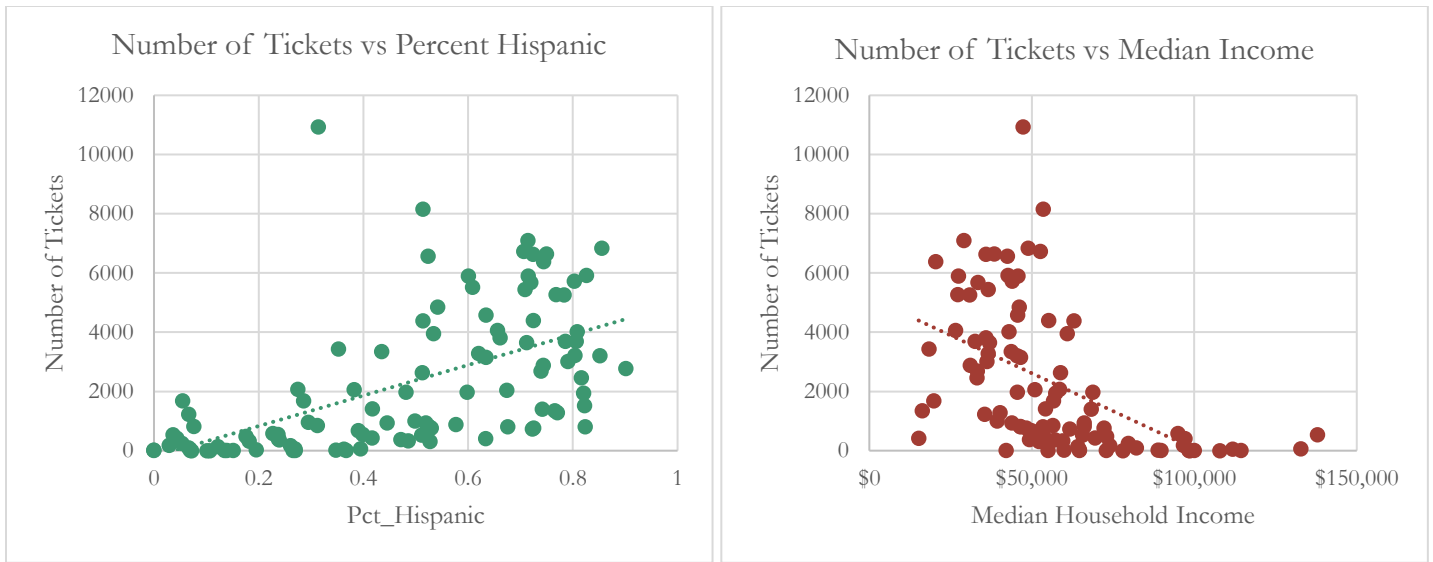 Number of Tickets vs Percent Hispanic
12000
10000
8000
6000
4000
2000
0
Number of Tickets
0 0.2 0.4 0.6 0.8 1
Pct_Hispanic
Number of Tickets vs Median Income
12000
10000
8000
6000
4000
2000
0
Number of Tickets
$0 $50,000 $100,000 $150,000
Median Household Income